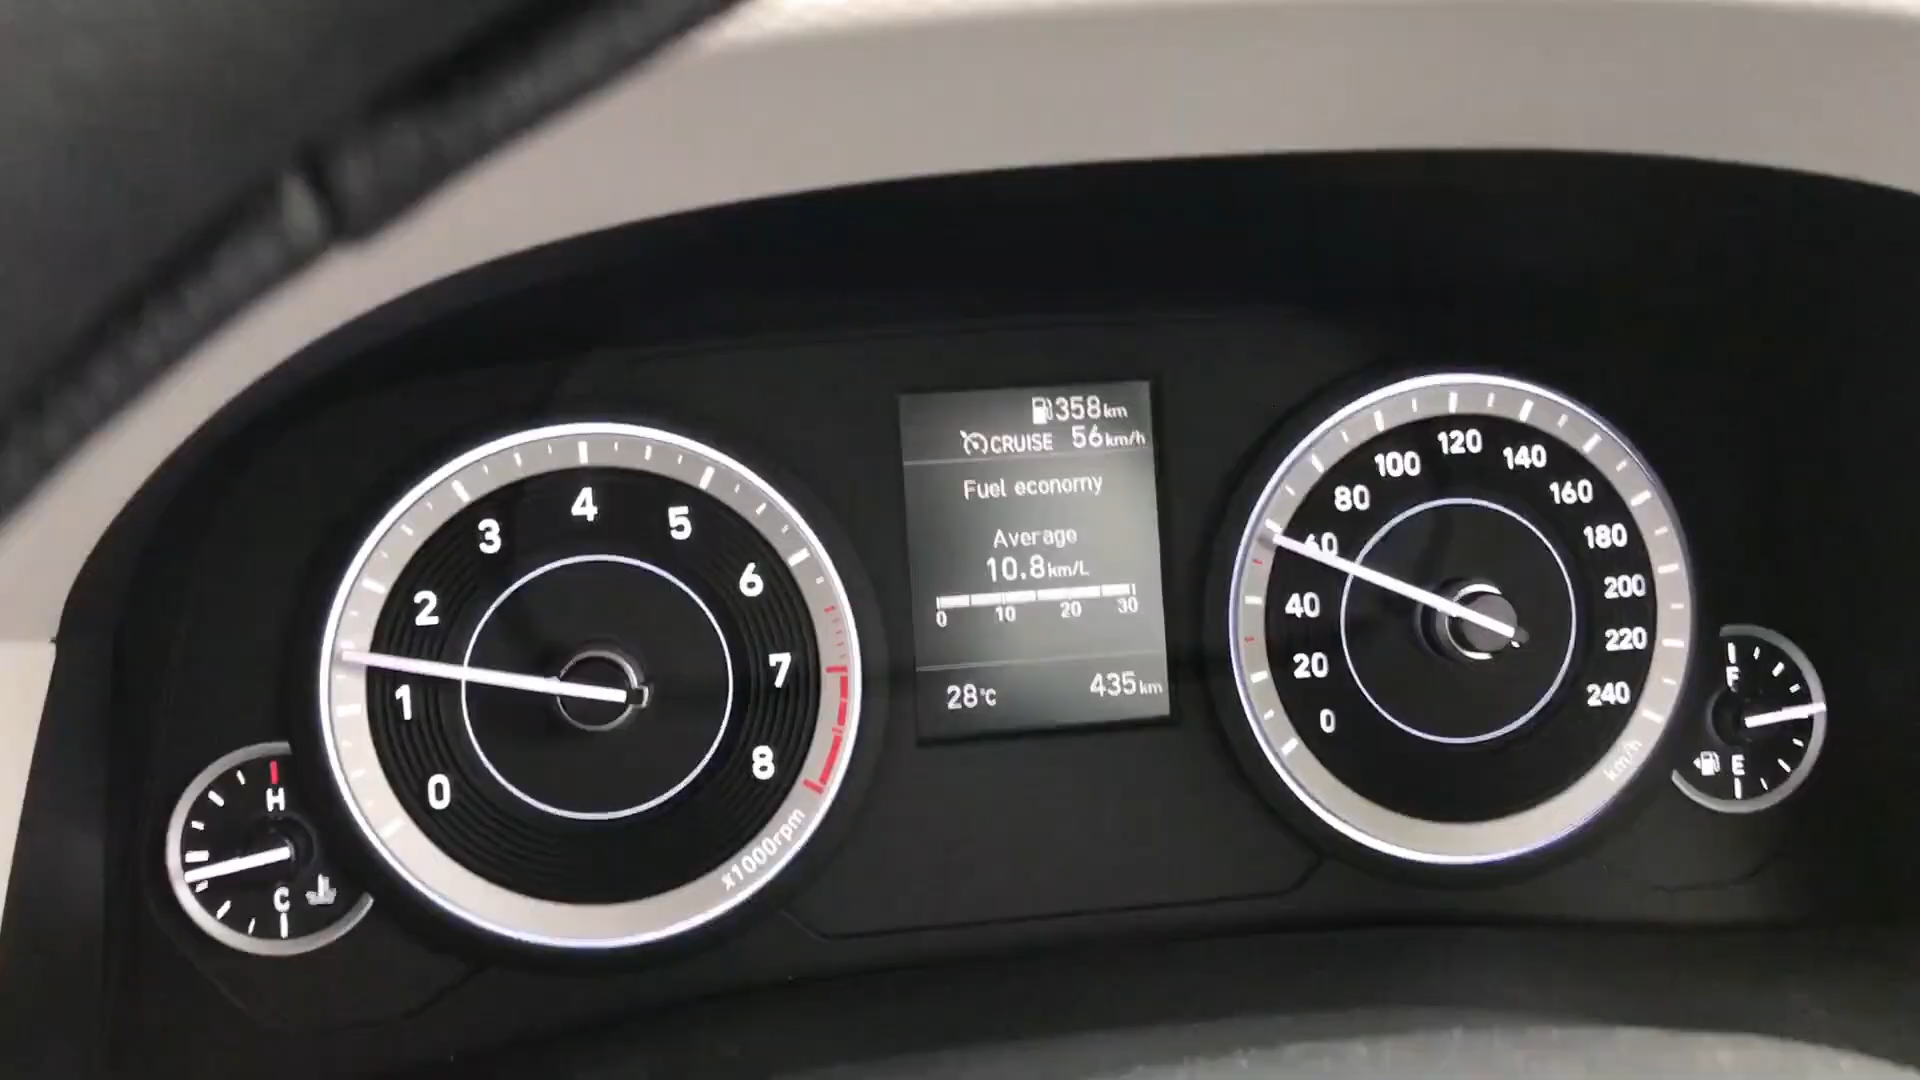 358km
CRUISE 56km/h
Fuel economy
Average
10.8km/L
0 10 20 30
28°C 435km
0 1 2 3 4 5 6 7 8
x1000rpm
H
C
0 20 40 60 80 100 120 140 160 180 200 220 240
km/h
F
E